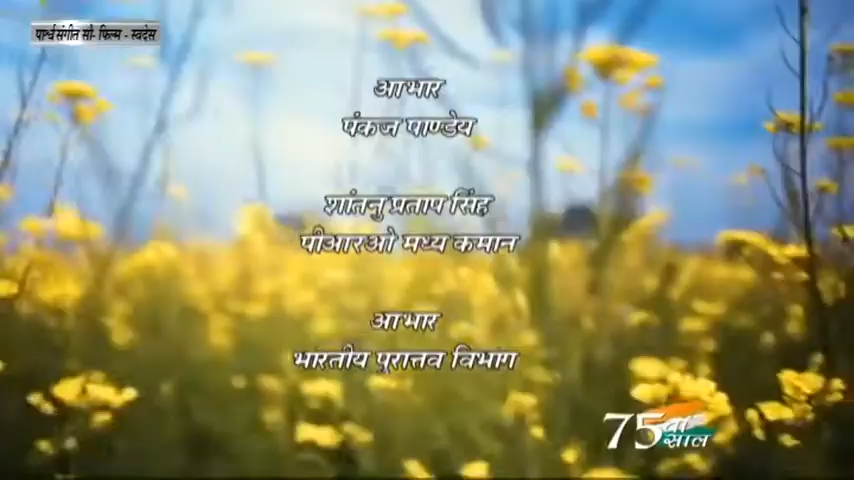 पार्श्व संगीत सौ- फिल्म - स्वदेस
आभार
पंकज पाण्डेय
शांतनु प्रताप सिंह
पीआरओ मध्य कमान
आभार
भारतीय पुरातत्व विभाग
75वां
साल